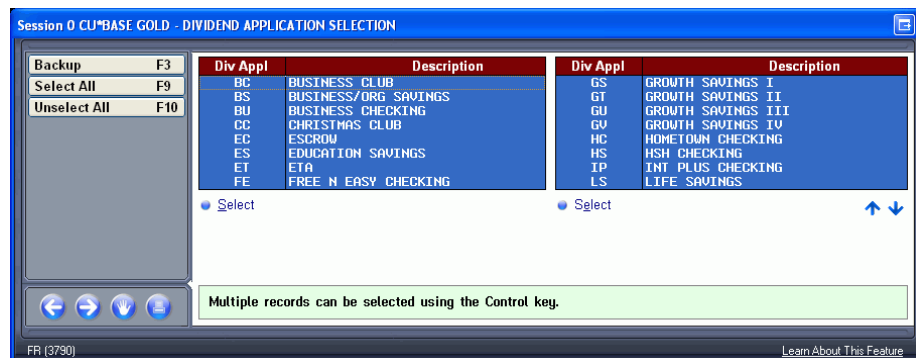 Session 0 CU*BASE GOLD - DIVIDEND APPLICATION SELECTION
Backup F3
Select All F9
Unselect All F10
Div Appl Description
BC BUSINESS CLUB
BS BUSINESS/ORG SAVINGS
BU BUSINESS CHECKING
CC CHRISTMAS CLUB
EC ESCROW
ES EDUCATION SAVINGS
ET ETA
FE FREE N EASY CHECKING
Select
Div Appl Description
GS GROWTH SAVINGS I
GT GROWTH SAVINGS II
GU GROWTH SAVINGS III
GV GROWTH SAVINGS IV
HC HOMETOWN CHECKING
HS HSH CHECKING
IP INT PLUS CHECKING
LS LIFE SAVINGS
Select
Multiple records can be selected using the Control key.
FR (3790)
Learn About This Feature